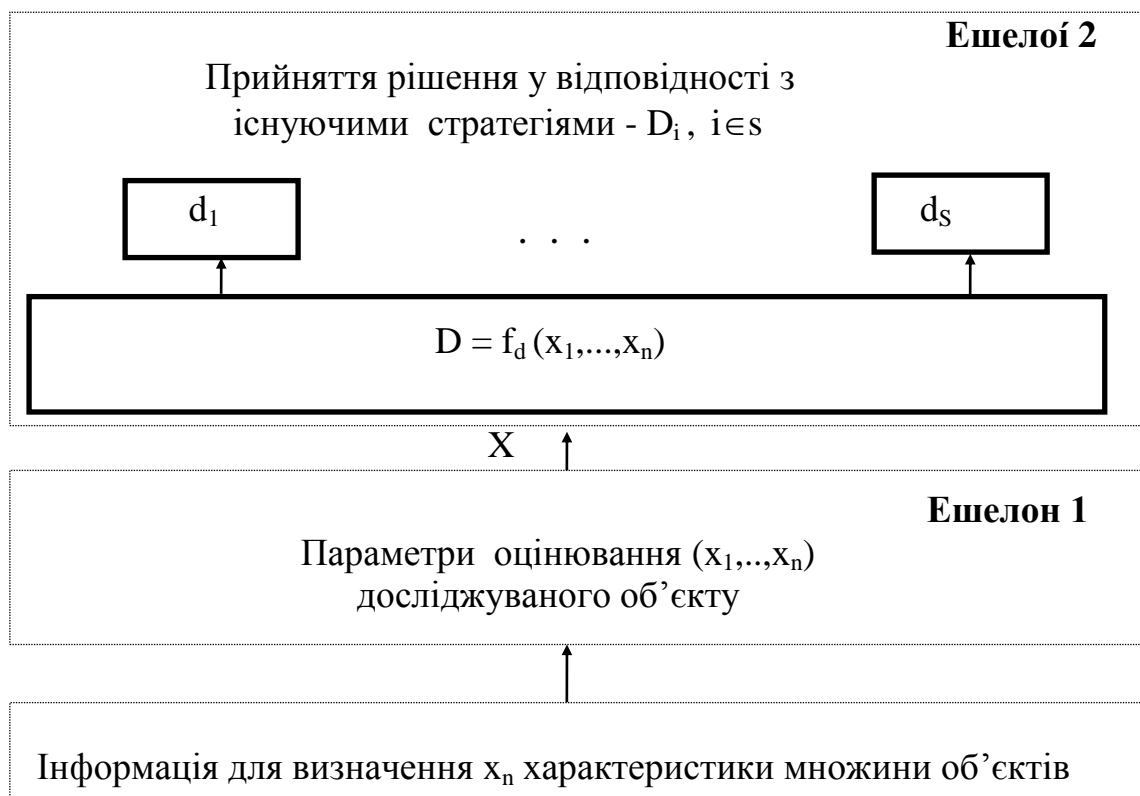 Ешелоí 2
Прийняття рішення у відповідності з
існуючими стратегіями - Dᵢ , i∈s
d₁
. . .
dS
D = fd (x₁,...,xₙ)
X
Ешелон 1
Параметри оцінювання (x₁,..,xₙ)
досліджуваного об’єкту
Інформація для визначення xₙ характеристики множини об’єктів